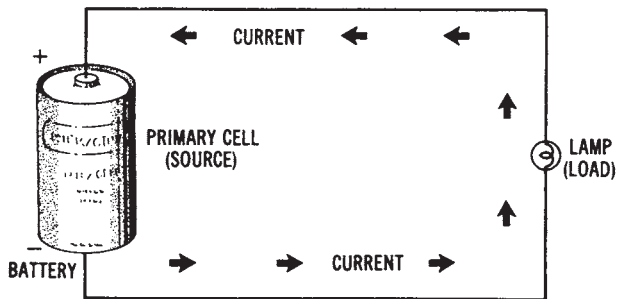 CURRENT
+
PRIMARY CELL
(SOURCE)
LAMP
(LOAD)
−
BATTERY
CURRENT